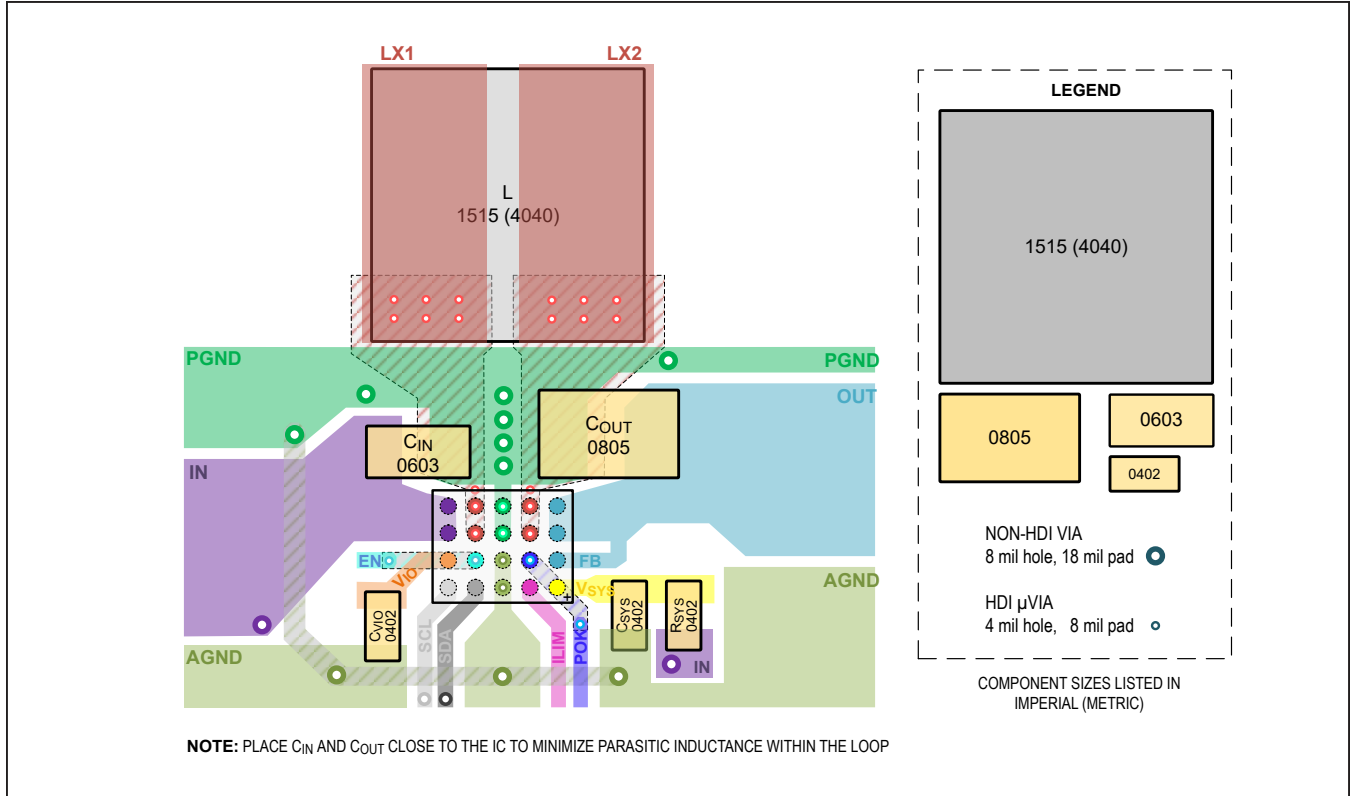 LX1
LX2
L
1515 (4040)
PGND
PGND
OUT
CIN
0603
COUT
0805
IN
EN
VIO
FB
VSYS
+
AGND
CVIO
0402
CSYS
0402
RSYS
0402
SCL
SDA
ILIM
POK
IN
AGND
NOTE: PLACE CIN AND COUT CLOSE TO THE IC TO MINIMIZE PARASITIC INDUCTANCE WITHIN THE LOOP
LEGEND
1515 (4040)
0805
0603
0402
NON-HDI VIA
8 mil hole, 18 mil pad
HDI µVIA
4 mil hole, 8 mil pad
COMPONENT SIZES LISTED IN
IMPERIAL (METRIC)